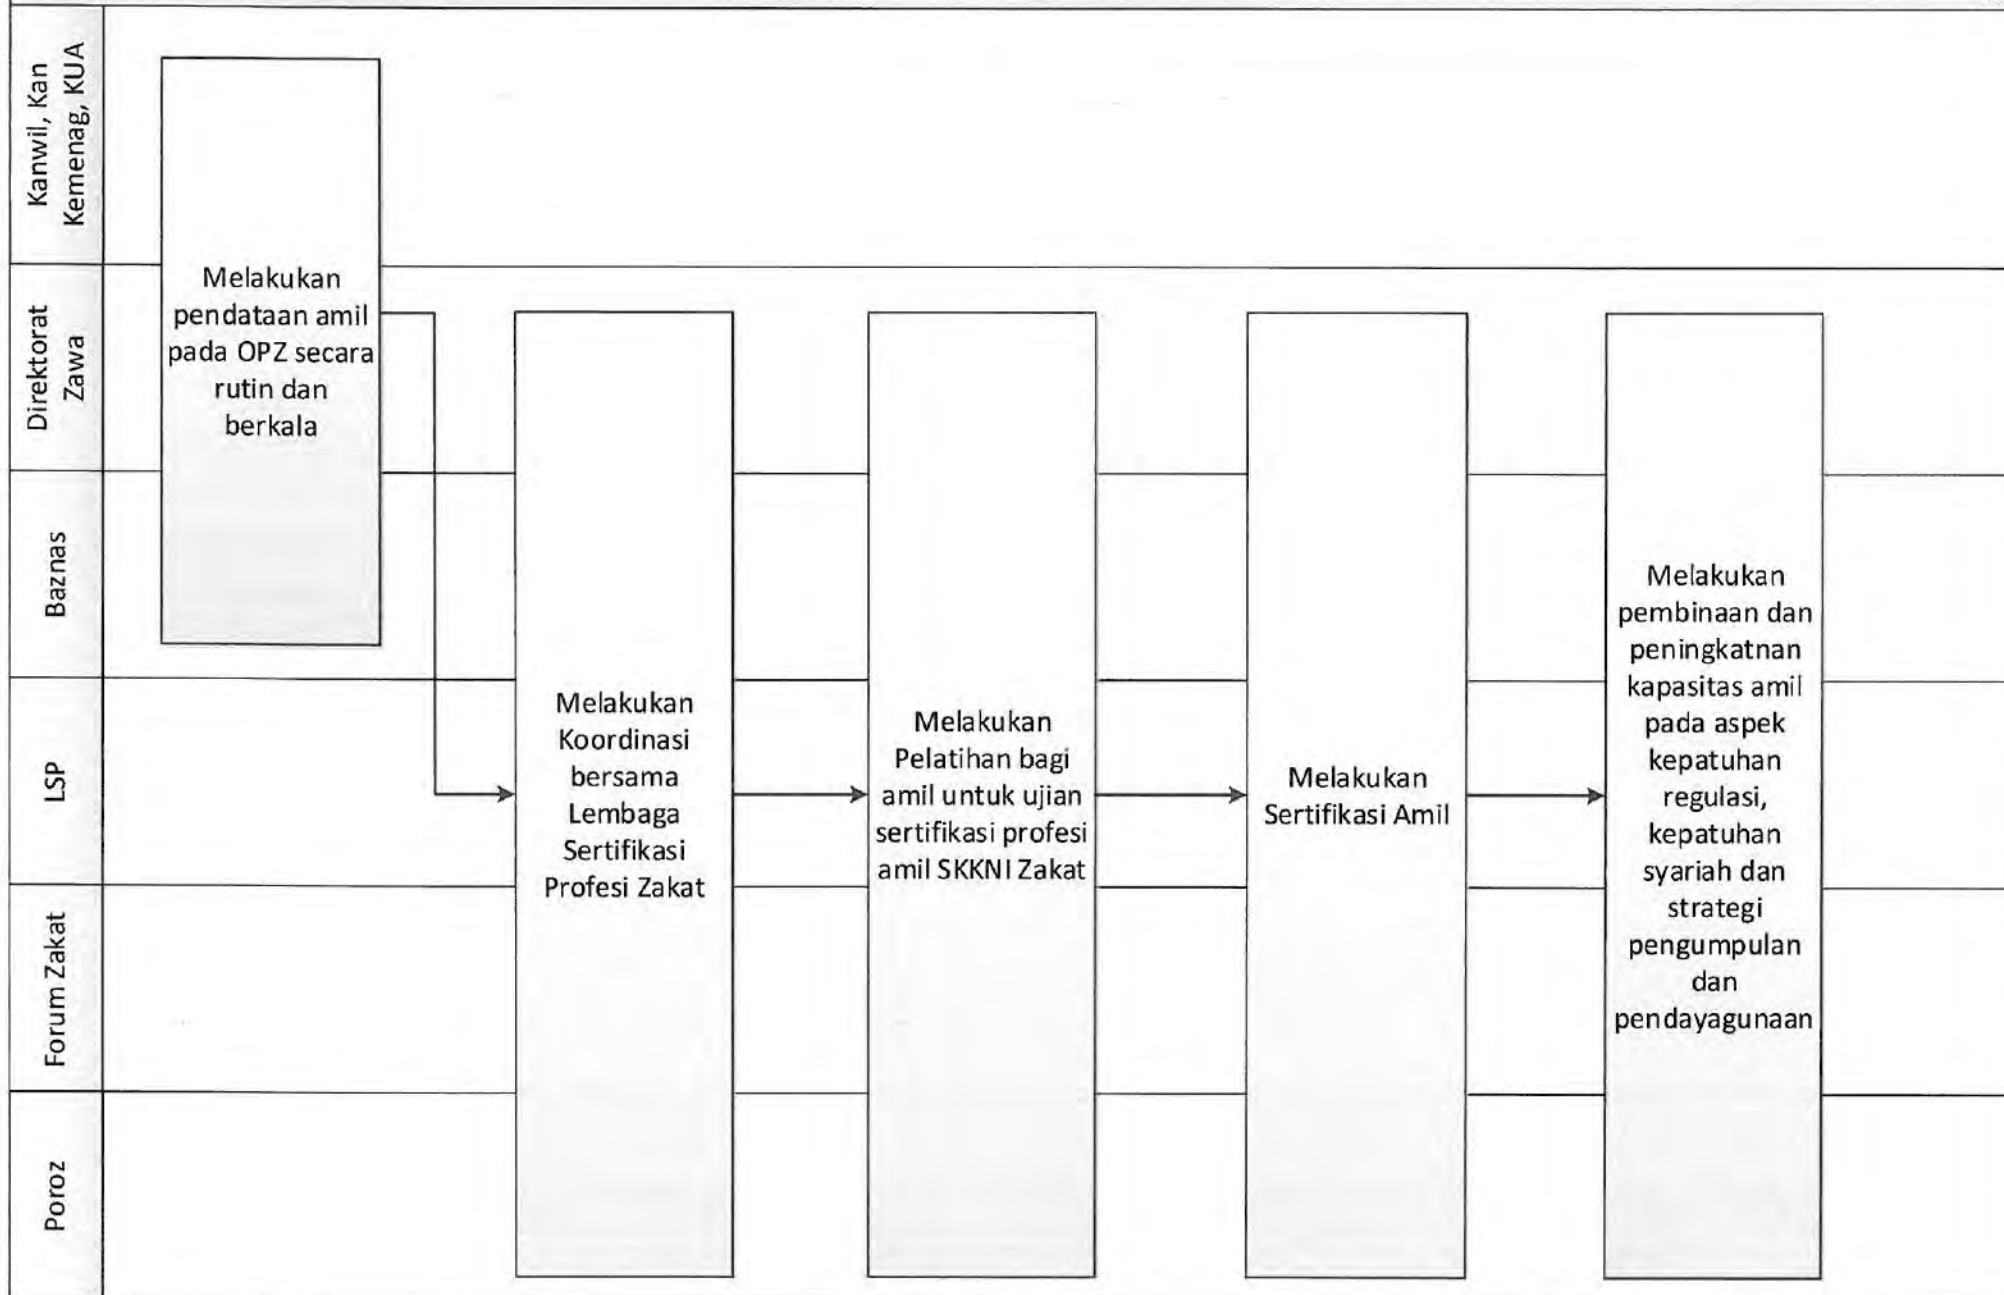 Kanwil, Kan
Kemenag, KUA
Direktorat
Zawa
Baznas
LSP
Forum Zakat
Poroz
Melakukan
pendataan amil
pada OPZ secara
rutin dan
berkala
Melakukan
Koordinasi
bersama
Lembaga
Sertifikasi
Profesi Zakat
Melakukan
Pelatihan bagi
amil untuk ujian
sertifikasi profesi
amil SKKNI Zakat
Melakukan
Sertifikasi Amil
Melakukan
pembinaan dan
peningkatnan
kapasitas amil
pada aspek
kepatuhan
regulasi,
kepatuhan
syariah dan
strategi
pengumpulan
dan
pendayagunaan